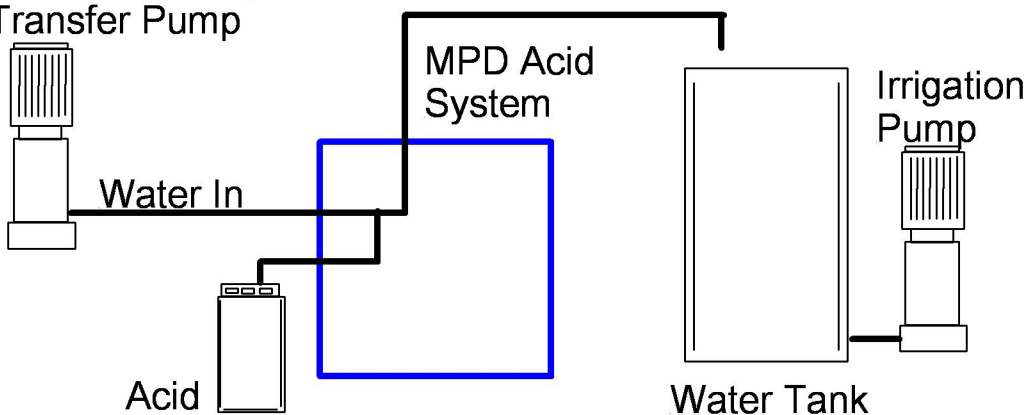 Transfer Pump
MPD Acid
System
Irrigation
Pump
Water In
Acid
Water Tank